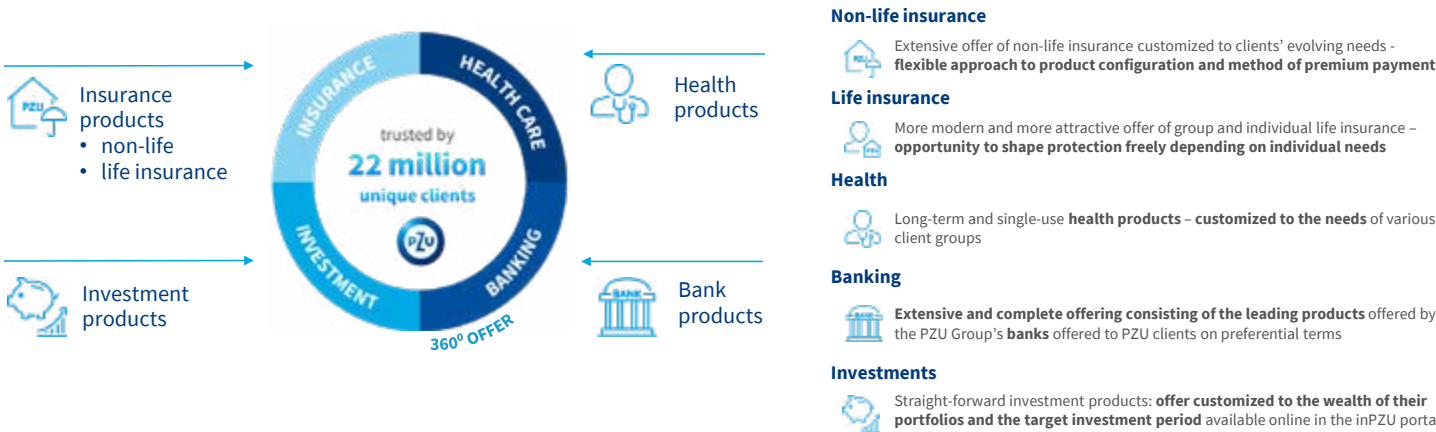 PZU
Insurance
products
• non-life
• life insurance
Investment
products
INSURANCE
HEALTH CARE
INVESTMENT
BANKING
trusted by
22 million
unique clients
PZU
360⁰ OFFER
Health
products
BANK
Bank
products
Non-life insurance
PZU
Extensive offer of non-life insurance customized to clients’ evolving needs -
flexible approach to product configuration and method of premium payment
Life insurance
PZU
More modern and more attractive offer of group and individual life insurance –
opportunity to shape protection freely depending on individual needs
Health
Long-term and single-use health products – customized to the needs of various
client groups
Banking
BANK
Extensive and complete offering consisting of the leading products offered by
the PZU Group’s banks offered to PZU clients on preferential terms
Investments
Straight-forward investment products: offer customized to the wealth of their
portfolios and the target investment period available online in the inPZU porta